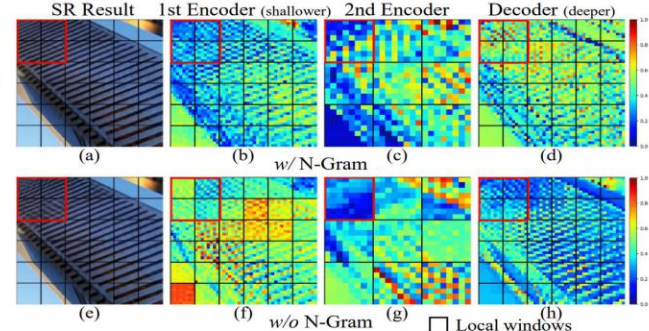 SR Result 1st Encoder (shallower) 2nd Encoder Decoder (deeper)
1.0
0.8
0.6
0.4
0.2
0.0
(a) (b) (c) (d)
w/ N-Gram
1.0
0.8
0.6
0.4
0.2
0.0
(e) (f) (g) (h)
w/o N-Gram Local windows